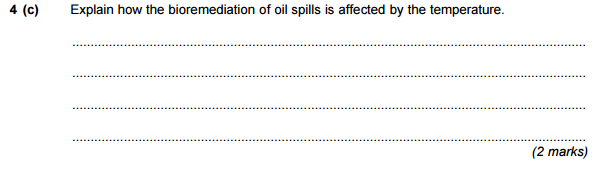 4 (c) Explain how the bioremediation of oil spills is affected by the temperature.
(2 marks)